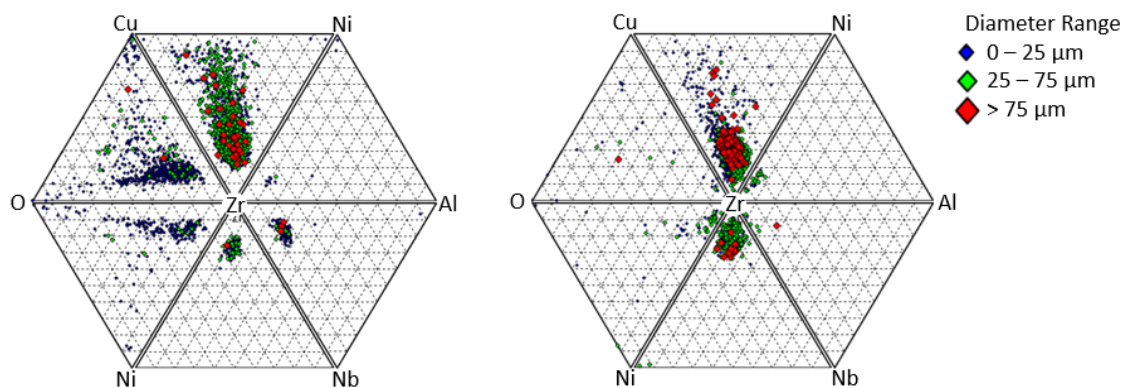 Cu Ni Cu Ni Diameter Range
0 – 25 µm
25 – 75 µm
> 75 µm
O Zr Al O Zr Al
Ni Nb Ni Nb